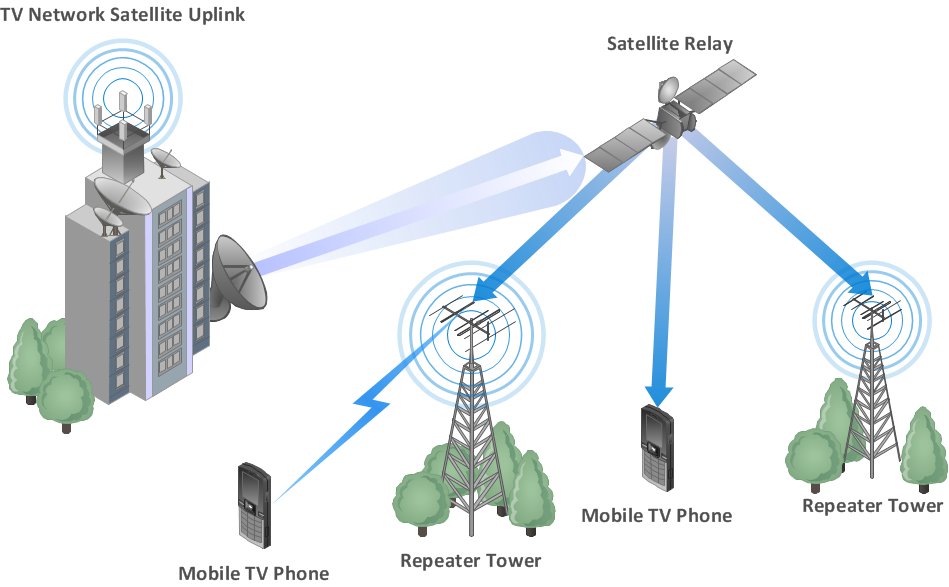 TV Network Satellite Uplink
Satellite Relay
Mobile TV Phone
Repeater Tower
Mobile TV Phone
Repeater Tower